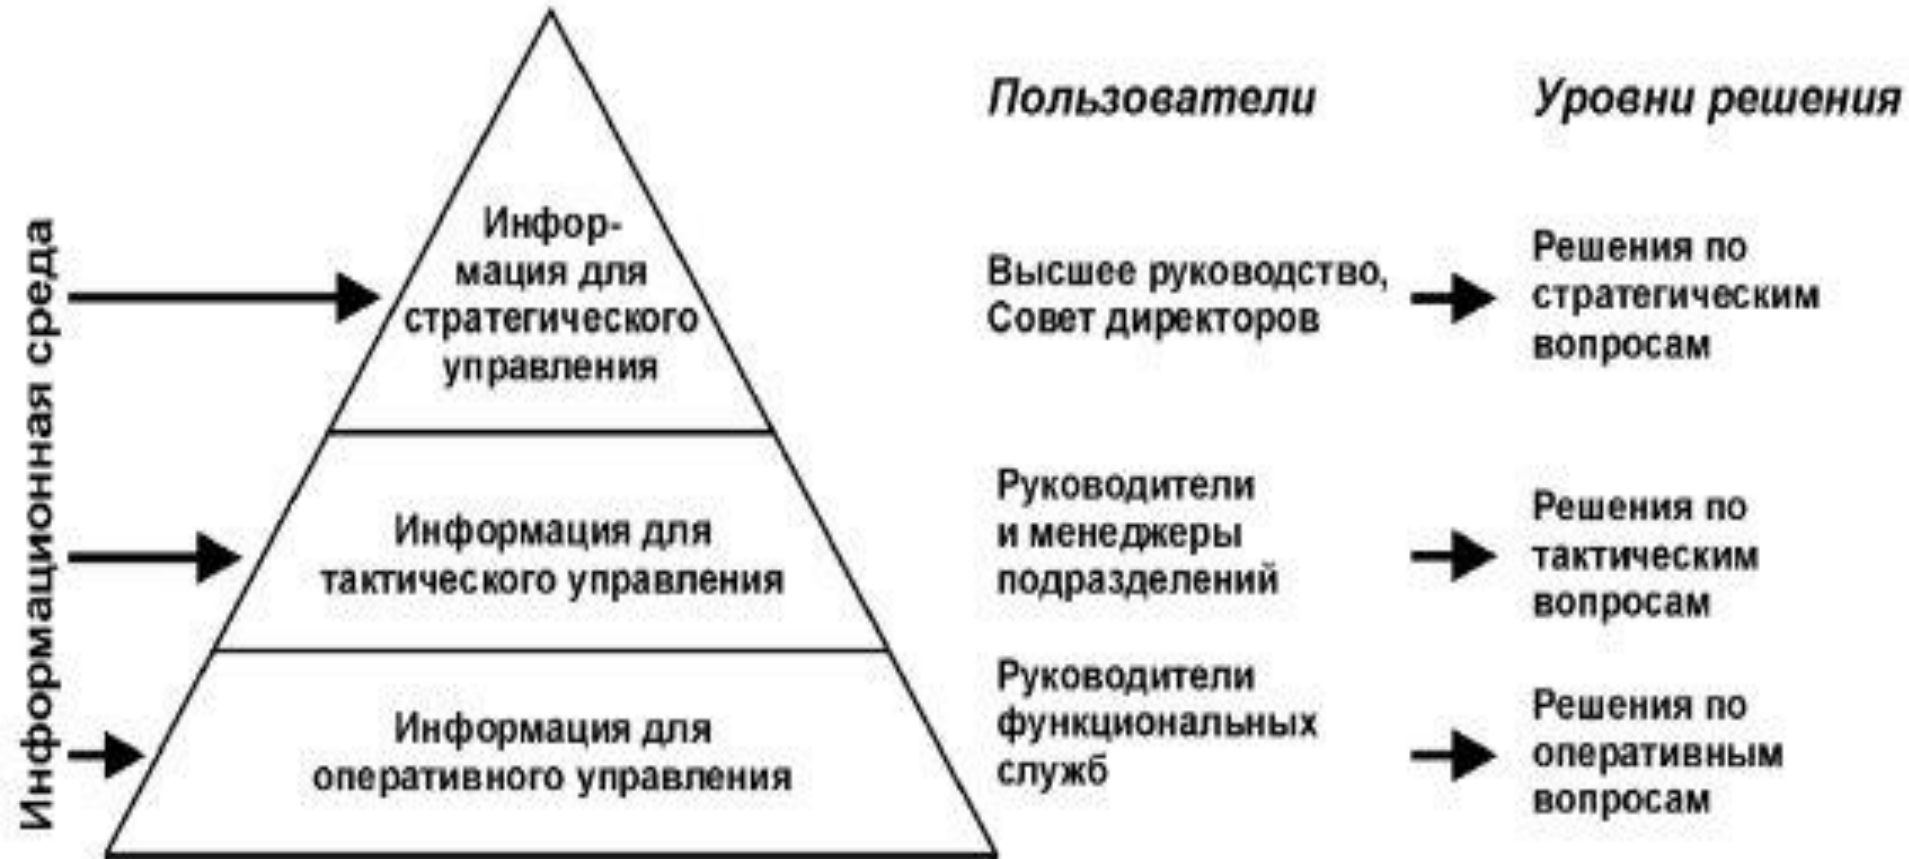 Пользователи
Уровни решения
Информационная среда
Инфор-
мация для
стратегического
управления
Высшее руководство,
Совет директоров
Решения по
стратегическим
вопросам
Информация для
тактического управления
Руководители
и менеджеры
подразделений
Решения по
тактическим
вопросам
Информация для
оперативного управления
Руководители
функциональных
служб
Решения по
оперативным
вопросам